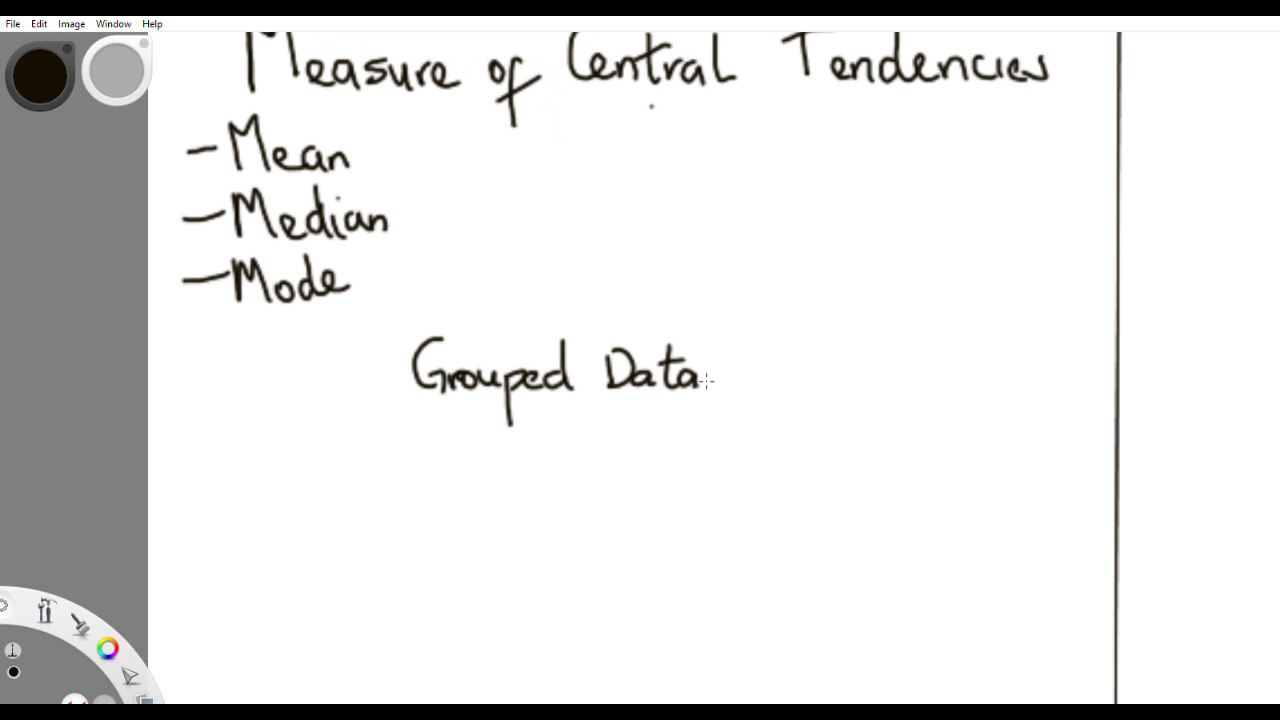 File Edit Image Window Help
Measure of Central Tendencies
- Mean
- Median
- Mode
Grouped Data